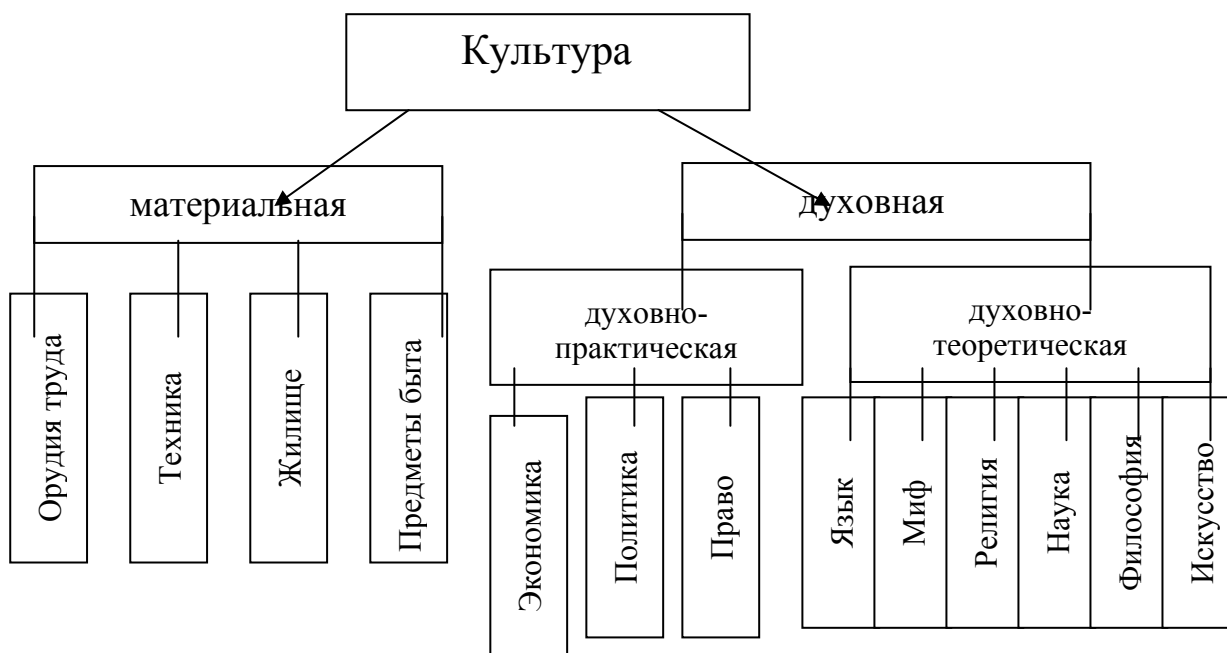 Культура
материальная
духовная
духовно-
практическая
духовно-
теоретическая
Орудия труда
Техника
Жилище
Предметы быта
Экономика
Политика
Право
Язык
Миф
Религия
Наука
Философия
Искусство